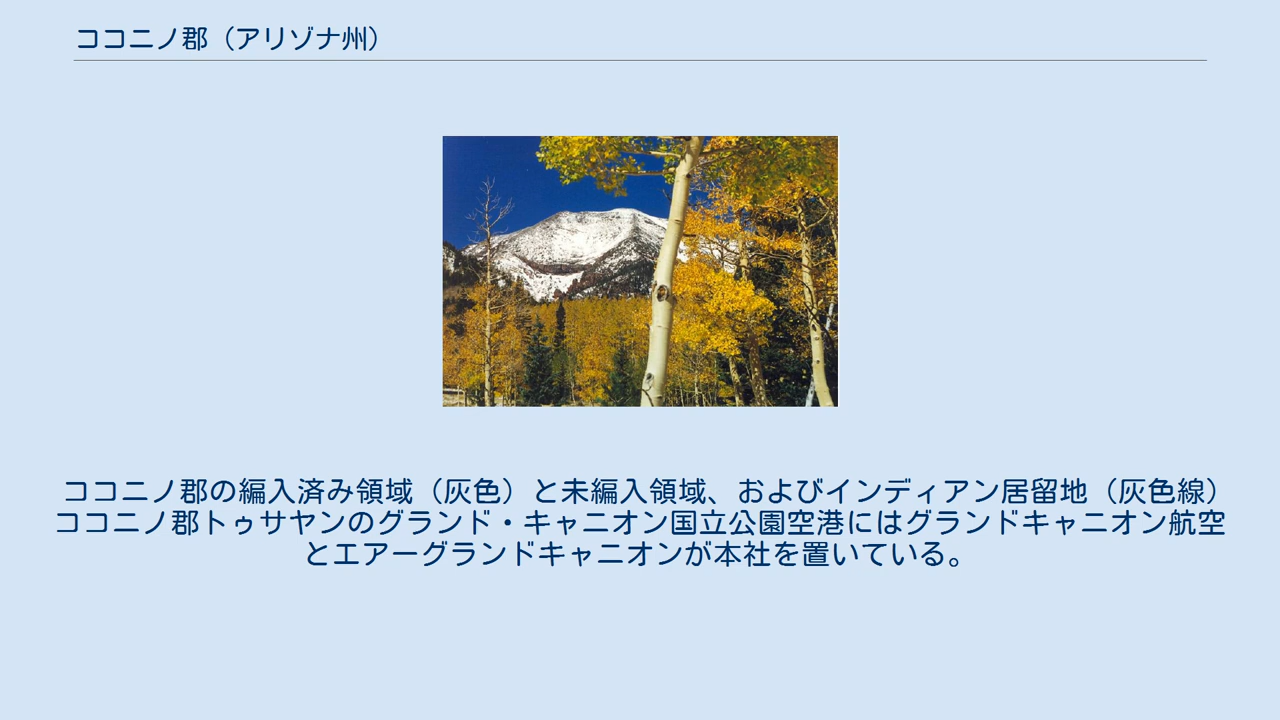 ココニノ郡（アリゾナ州）
ココニノ郡の編入済み領域（灰色）と未編入領域、およびインディアン居留地（灰色線）
ココニノ郡トゥサヤンのグランド・キャニオン国立公園空港にはグランドキャニオン航空
とエアーグランドキャニオンが本社を置いている。